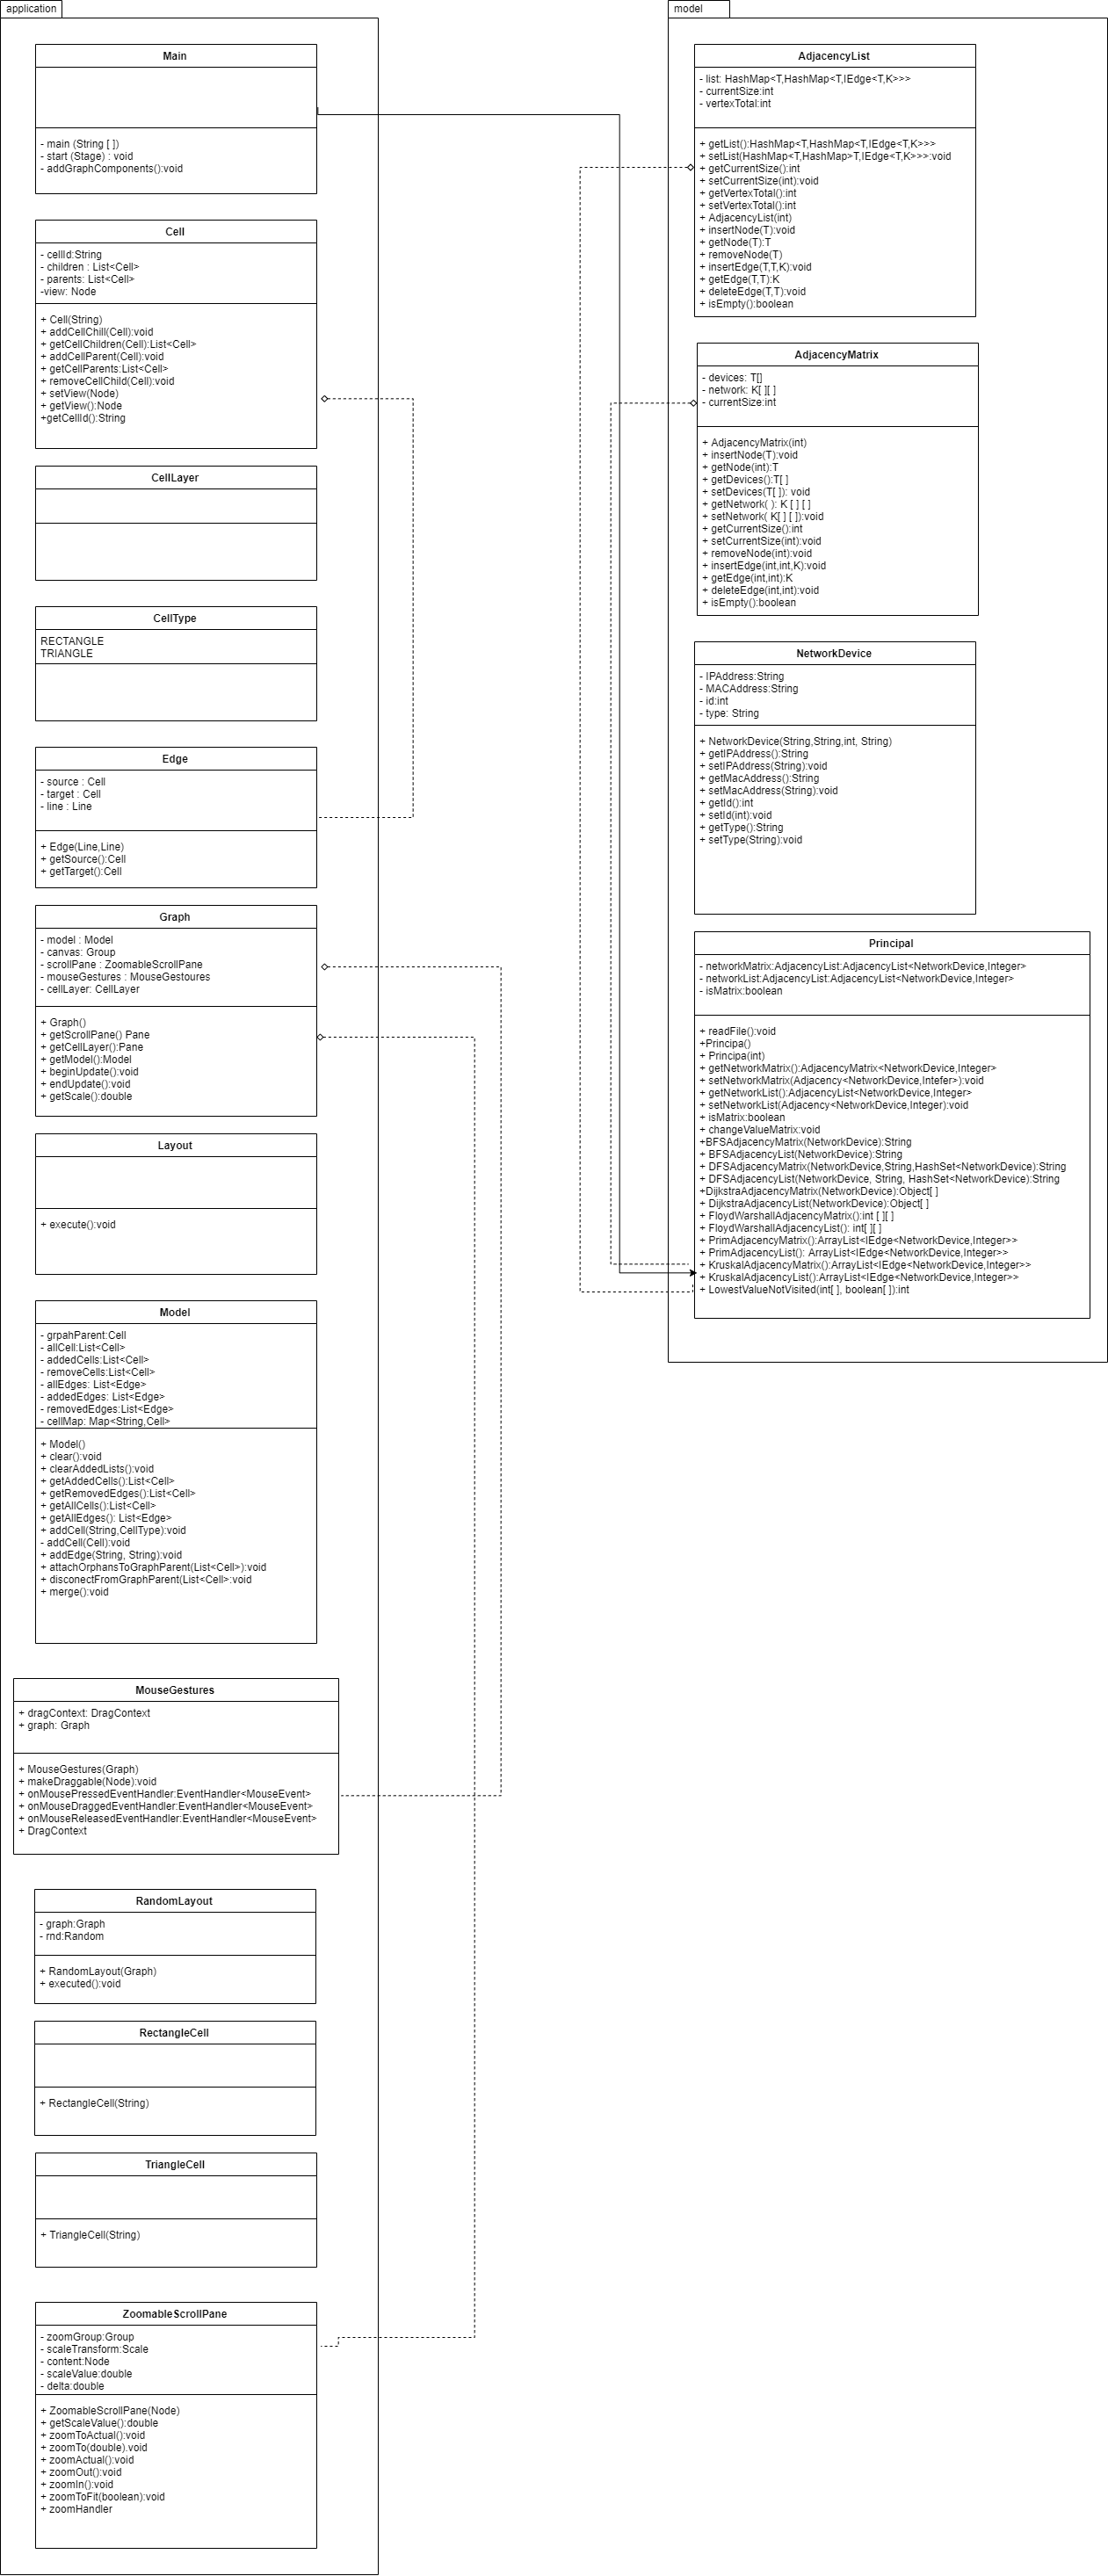 application
Main
- main (String [ ])
- start (Stage) : void
- addGraphComponents():void
Cell
- cellId:String
- children : List<Cell>
- parents: List<Cell>
-view: Node
+ Cell(String)
+ addCellChill(Cell):void
+ getCellChildren(Cell):List<Cell>
+ addCellParent(Cell):void
+ getCellParents:List<Cell>
+ removeCellChild(Cell):void
+ setView(Node)
+ getView():Node
+getCellId():String
CellLayer
CellType
RECTANGLE
TRIANGLE
Edge
- source : Cell
- target : Cell
- line : Line
+ Edge(Line,Line)
+ getSource():Cell
+ getTarget():Cell
Graph
- model : Model
- canvas: Group
- scrollPane : ZoomableScrollPane
- mouseGestures : MouseGestoures
- cellLayer: CellLayer
+ Graph()
+ getScrollPane() Pane
+ getCellLayer():Pane
+ getModel():Model
+ beginUpdate():void
+ endUpdate():void
+ getScale():double
Layout
+ execute():void
Model
- grpahParent:Cell
- allCell:List<Cell>
- addedCells:List<Cell>
- removeCells:List<Cell>
- allEdges: List<Edge>
- addedEdges: List<Edge>
- removedEdges:List<Edge>
- cellMap: Map<String,Cell>
+ Model()
+ clear():void
+ clearAddedLists():void
+ getAddedCells():List<Cell>
+ getRemovedEdges():List<Cell>
+ getAllCells():List<Cell>
+ getAllEdges(): List<Edge>
+ addCell(String,CellType):void
- addCell(Cell):void
+ addEdge(String, String):void
+ attachOrphansToGraphParent(List<Cell>):void
+ disconectFromGraphParent(List<Cell>:void
+ merge():void
MouseGestures
+ dragContext: DragContext
+ graph: Graph
+ MouseGestures(Graph)
+ makeDraggable(Node):void
+ onMousePressedEventHandler:EventHandler<MouseEvent>
+ onMouseDraggedEventHandler:EventHandler<MouseEvent>
+ onMouseReleasedEventHandler:EventHandler<MouseEvent>
+ DragContext
RandomLayout
- graph:Graph
- rnd:Random
+ RandomLayout(Graph)
+ executed():void
RectangleCell
+ RectangleCell(String)
TriangleCell
+ TriangleCell(String)
ZoomableScrollPane
- zoomGroup:Group
- scaleTransform:Scale
- content:Node
- scaleValue:double
- delta:double
+ ZoomableScrollPane(Node)
+ getScaleValue():double
+ zoomToActual():void
+ zoomTo(double).void
+ zoomActual():void
+ zoomOut():void
+ zoomIn():void
+ zoomToFit(boolean):void
+ zoomHandler
model
AdjacencyList
- list: HashMap<T,HashMap<T,IEdge<T,K>>>
- currentSize:int
- vertexTotal:int
+ getList():HashMap<T,HashMap<T,IEdge<T,K>>>
+ setList(HashMap<T,HashMap>T,IEdge<T,K>>>:void
+ getCurrentSize():int
+ setCurrentSize(int):void
+ getVertexTotal():int
+ setVertexTotal():int
+ AdjacencyList(int)
+ insertNode(T):void
+ getNode(T):T
+ removeNode(T)
+ insertEdge(T,T,K):void
+ getEdge(T,T):K
+ deleteEdge(T,T):void
+ isEmpty():boolean
AdjacencyMatrix
- devices: T[]
- network: K[ ][ ]
- currentSize:int
+ AdjacencyMatrix(int)
+ insertNode(T):void
+ getNode(int):T
+ getDevices():T[ ]
+ setDevices(T[ ]): void
+ getNetwork( ): K [ ] [ ]
+ setNetwork( K[ ] [ ]):void
+ getCurrentSize():int
+ setCurrentSize(int):void
+ removeNode(int):void
+ insertEdge(int,int,K):void
+ getEdge(int,int):K
+ deleteEdge(int,int):void
+ isEmpty():boolean
NetworkDevice
- IPAddress:String
- MACAddress:String
- id:int
- type: String
+ NetworkDevice(String,String,int, String)
+ getIPAddress():String
+ setIPAddress(String):void
+ getMacAddress():String
+ setMacAddress(String):void
+ getId():int
+ setId(int):void
+ getType():String
+ setType(String):void
Principal
- networkMatrix:AdjacencyList:AdjacencyList<NetworkDevice,Integer>
- networkList:AdjacencyList:AdjacencyList<NetworkDevice,Integer>
- isMatrix:boolean
+ readFile():void
+Principa()
+ Principa(int)
+ getNetworkMatrix():AdjacencyMatrix<NetworkDevice,Integer>
+ setNetworkMatrix(Adjacency<NetworkDevice,Intefer>):void
+ getNetworkList():AdjacencyList<NetworkDevice,Integer>
+ setNetworkList(Adjacency<NetworkDevice,Integer):void
+ isMatrix:boolean
+ changeValueMatrix:void
+BFSAdjacencyMatrix(NetworkDevice):String
+ BFSAdjacencyList(NetworkDevice):String
+ DFSAdjacencyMatrix(NetworkDevice,String,HashSet<NetworkDevice):String
+ DFSAdjacencyList(NetworkDevice, String, HashSet<NetworkDevice):String
+DijkstraAdjacencyMatrix(NetworkDevice):Object[ ]
+ DijkstraAdjacencyList(NetworkDevice):Object[ ]
+ FloydWarshallAdjacencyMatrix():int [ ][ ]
+ FloydWarshallAdjacencyList(): int[ ][ ]
+ PrimAdjacencyMatrix():ArrayList<IEdge<NetworkDevice,Integer>>
+ PrimAdjacencyList(): ArrayList<IEdge<NetworkDevice,Integer>>
+ KruskalAdjacencyMatrix():ArrayList<IEdge<NetworkDevice,Integer>>
+ KruskalAdjacencyList():ArrayList<IEdge<NetworkDevice,Integer>>
+ LowestValueNotVisited(int[ ], boolean[ ]):int